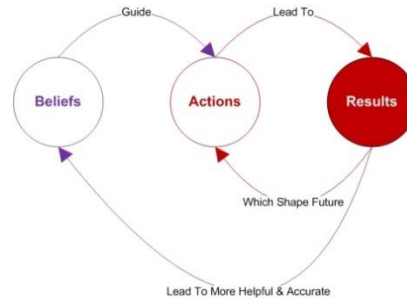 Guide
Lead To
Beliefs
Actions
Results
Which Shape Future
Lead To More Helpful & Accurate